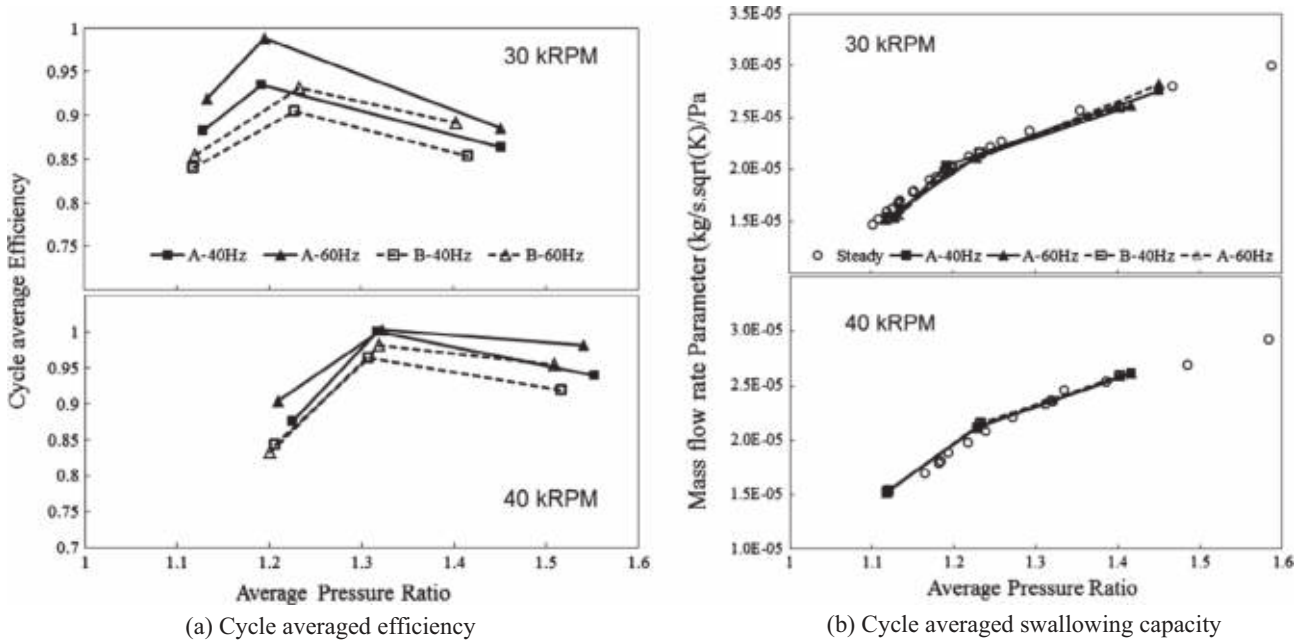 1
0.95
0.9
0.85
0.8
0.75
30 kRPM
A-40Hz A-60Hz B-40Hz B-60Hz
1
0.95
0.9
0.85
0.8
0.75
0.7
40 kRPM
1 1.1 1.2 1.3 1.4 1.5 1.6
Cycle average Efficiency
Average Pressure Ratio
(a) Cycle averaged efficiency
3.5E-05
3.0E-05
2.5E-05
2.0E-05
1.5E-05
30 kRPM
Steady A-40Hz A-60Hz B-40Hz A-60Hz
3.0E-05
2.5E-05
2.0E-05
1.5E-05
1.0E-05
40 kRPM
1 1.1 1.2 1.3 1.4 1.5 1.6
Mass flow rate Parameter (kg/s.sqrt(K)/Pa
Average Pressure Ratio
(b) Cycle averaged swallowing capacity